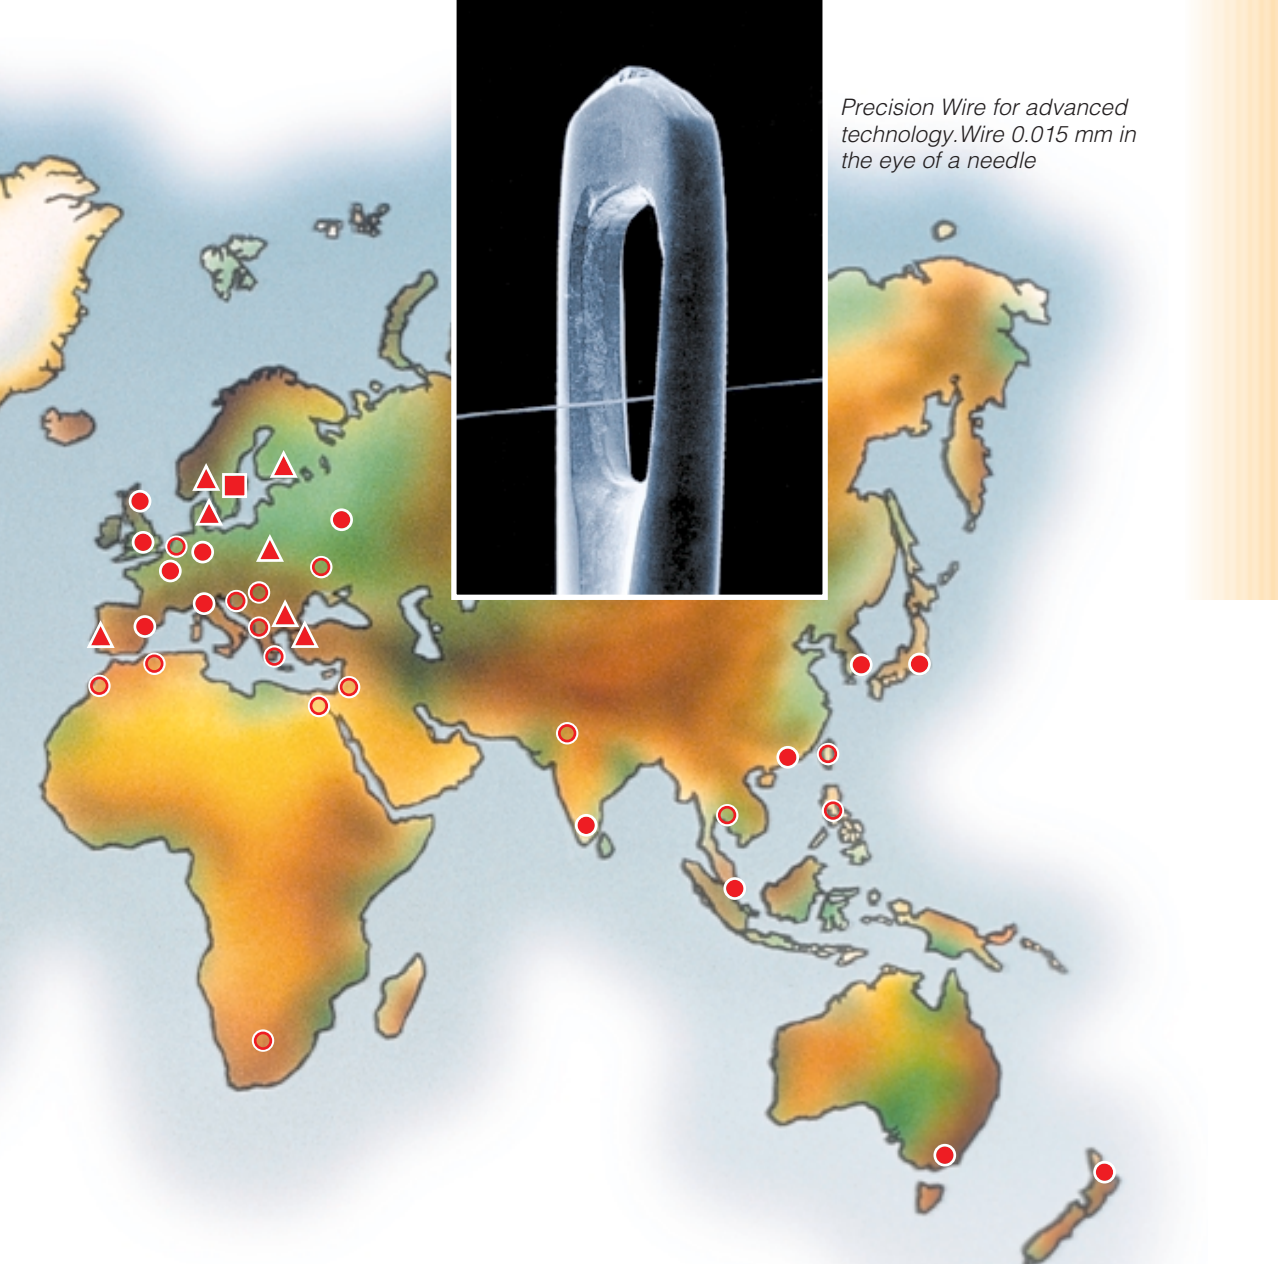 Precision Wire for advanced
technology.Wire 0.015 mm in
the eye of a needle